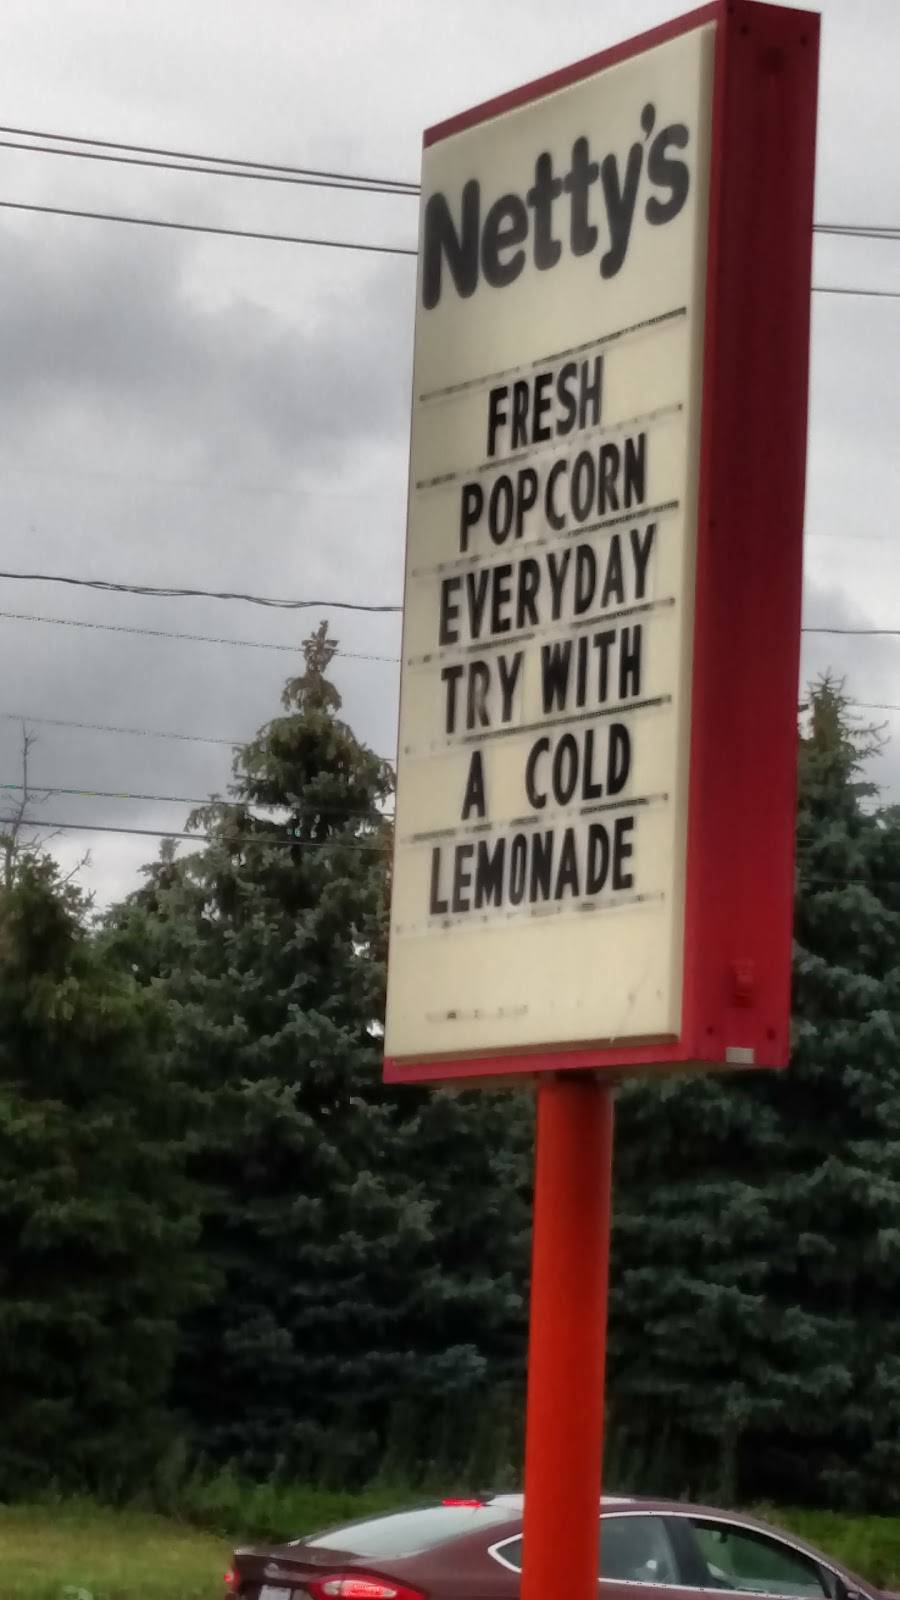 Netty's
FRESH
POPCORN
EVERYDAY
TRY WITH
A COLD
LEMONADE